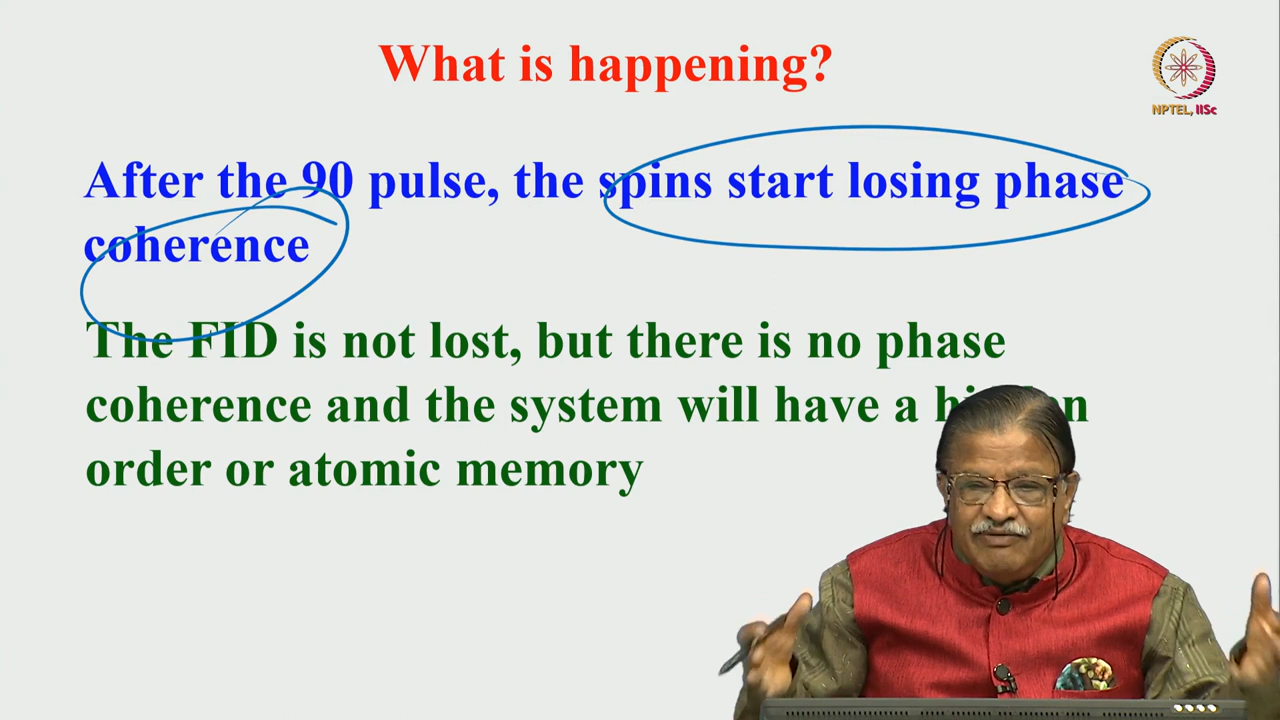 What is happening?
NPTEL, IISc
After the 90 pulse, the spins start losing phase
coherence
The FID is not lost, but there is no phase
coherence and the system will have a
order or atomic memory